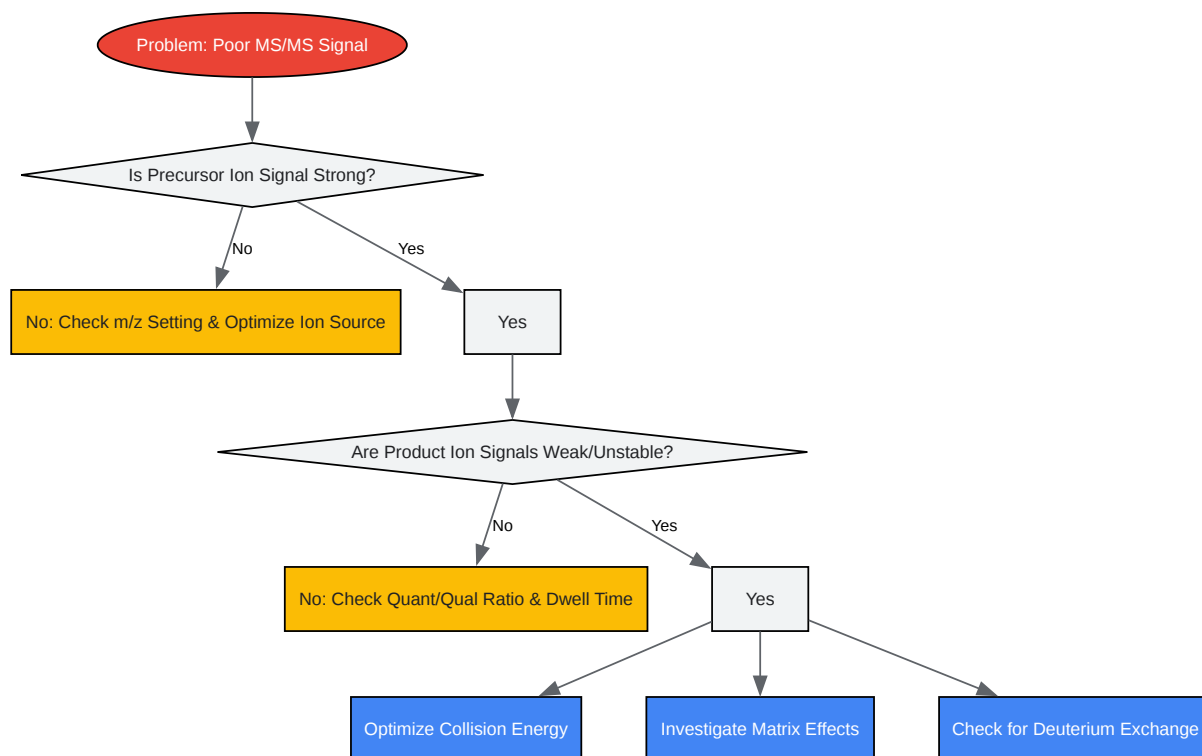 Problem: Poor MS/MS Signal
Is Precursor Ion Signal Strong?
No
Yes
No: Check m/z Setting & Optimize Ion Source
Yes
Are Product Ion Signals Weak/Unstable?
No
Yes
No: Check Quant/Qual Ratio & Dwell Time
Yes
Optimize Collision Energy
Investigate Matrix Effects
Check for Deuterium Exchange